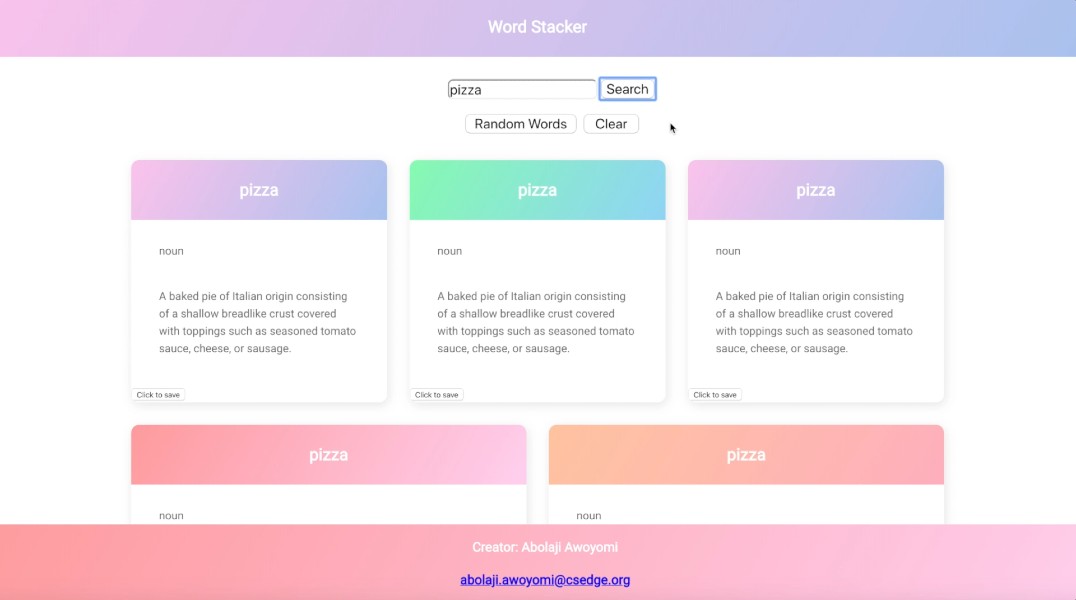 Word Stacker
pizza Search
Random Words Clear
pizza
noun
A baked pie of Italian origin consisting
of a shallow breadlike crust covered
with toppings such as seasoned tomato
sauce, cheese, or sausage.
Click to save
pizza
noun
A baked pie of Italian origin consisting
of a shallow breadlike crust covered
with toppings such as seasoned tomato
sauce, cheese, or sausage.
Click to save
pizza
noun
A baked pie of Italian origin consisting
of a shallow breadlike crust covered
with toppings such as seasoned tomato
sauce, cheese, or sausage.
Click to save
pizza
noun
pizza
noun
Creator: Abolaji Awoyomi
abolaji.awoyomi@csedge.org